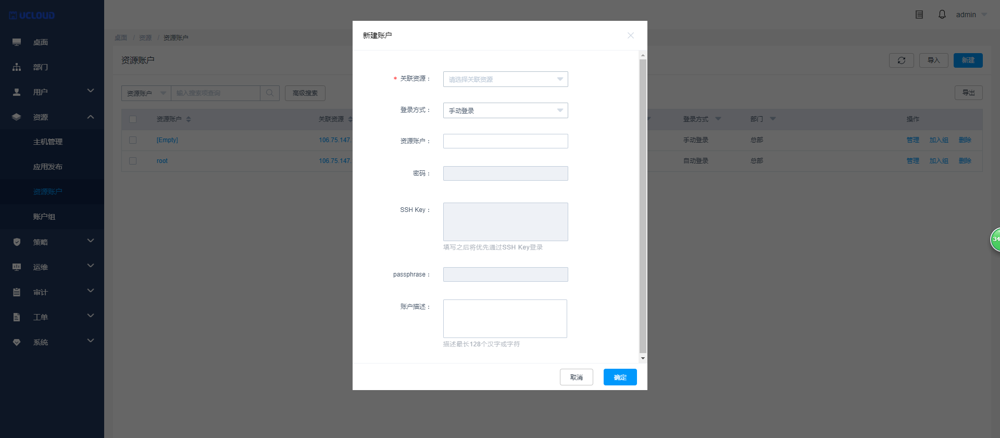 UCLOUD
桌面
部门
用户
资源
主机管理
应用发布
资源账户
账户组
策略
运维
审计
工单
系统
admin
桌面 / 资源 / 资源账户
资源账户
导入
新建
资源账户
输入搜索项查询
高级搜索
导出
资源账户 关联资源 登录方式 部门 操作
[Empty] 106.75.147. 手动登录 总部 管理 加入组 删除
root 106.75.147. 自动登录 总部 管理 加入组 删除
新建账户
* 关联资源： 请选择关联资源
登录方式： 手动登录
资源账户：
密码：
SSH Key：
填写之后将优先通过SSH Key登录
passphrase：
账户描述：
描述最长128个汉字或字符
取消
确定
34